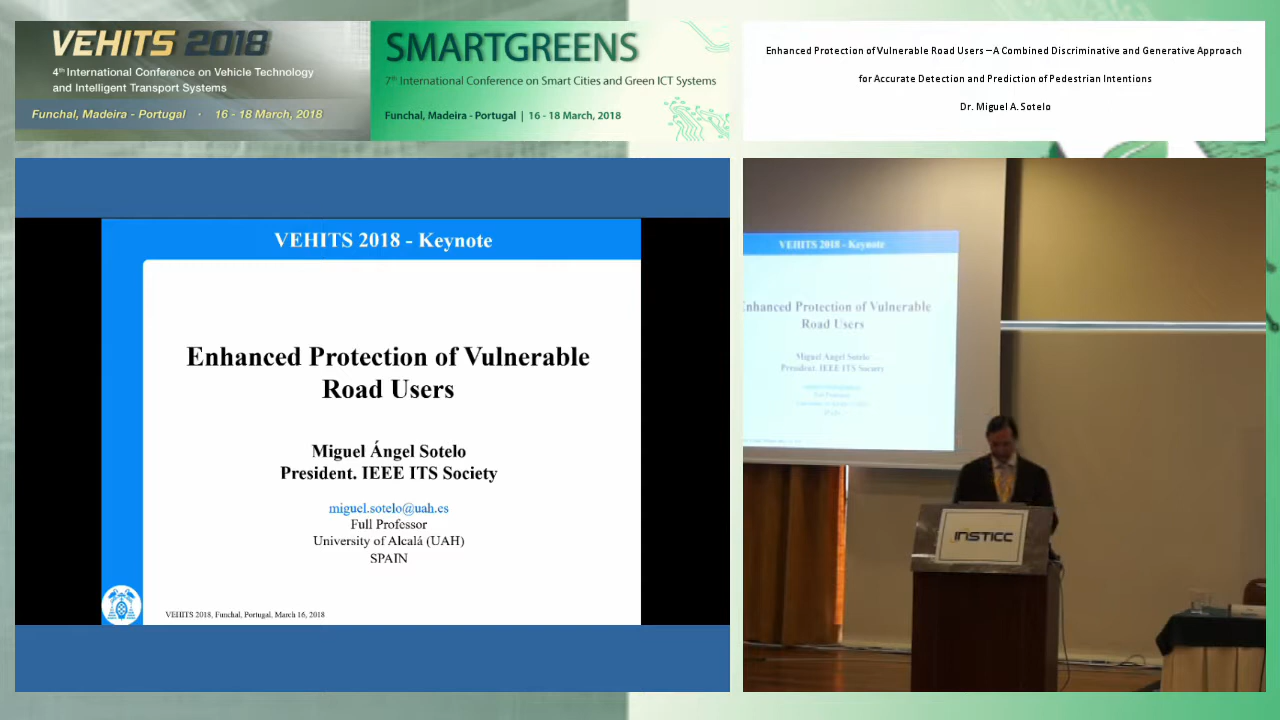 VEHITS 2018
4th International Conference on Vehicle Technology
and Intelligent Transport Systems
Funchal, Madeira - Portugal · 16 - 18 March, 2018
SMARTGREENS
7th International Conference on Smart Cities and Green ICT Systems
Funchal, Madeira - Portugal | 16 - 18 March, 2018
Enhanced Protection of Vulnerable Road Users – A Combined Discriminative and Generative Approach
for Accurate Detection and Prediction of Pedestrian Intentions
Dr. Miguel A. Sotelo
VEHITS 2018 - Keynote
Enhanced Protection of Vulnerable
Road Users
Miguel Ángel Sotelo
President. IEEE ITS Society
miguel.sotelo@uah.es
Full Professor
University of Alcalá (UAH)
SPAIN
VEHITS 2018, Funchal, Portugal, March 16, 2018
VEHITS 2018 - Keynote
Enhanced Protection of Vulnerable
Road Users
Miguel Ángel Sotelo
President. IEEE ITS Society
INSTICC